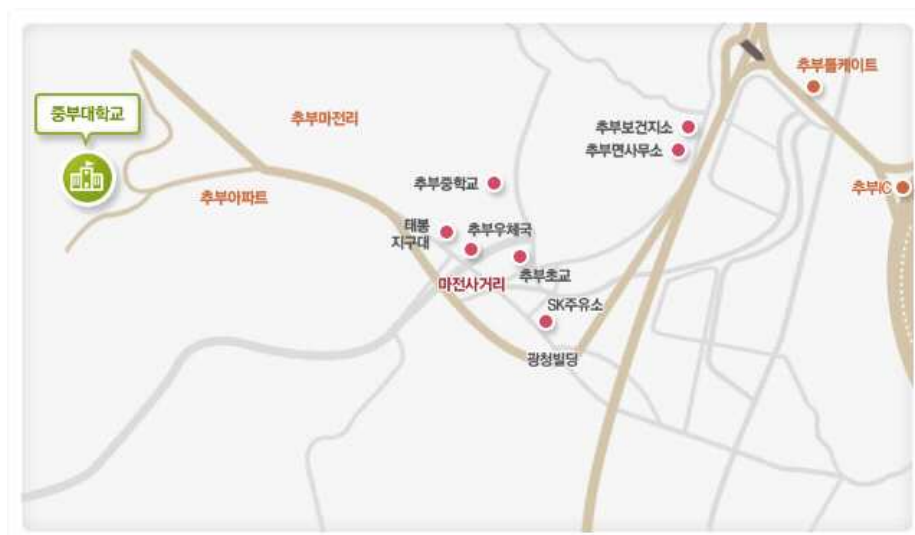 추부톨케이트
중부대학교
추부마전리
추부보건지소
추부면사무소
추부중학교
추부IC
추부아파트
태봉
지구대
추부우체국
추부초교
마전사거리
SK주유소
광청빌딩